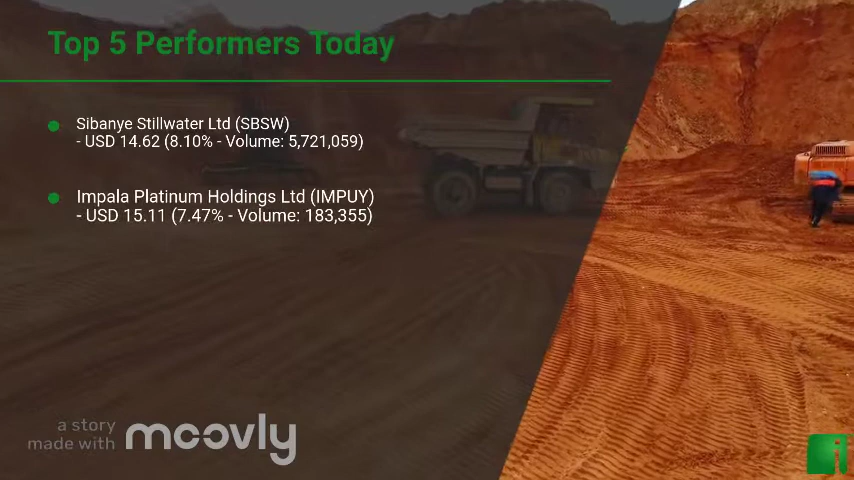 Top 5 Performers Today
Sibanye Stillwater Ltd (SBSW)
- USD 14.62 (8.10% - Volume: 5,721,059)
Impala Platinum Holdings Ltd (IMPUY)
- USD 15.11 (7.47% - Volume: 183,355)
a story
made with moovly
i